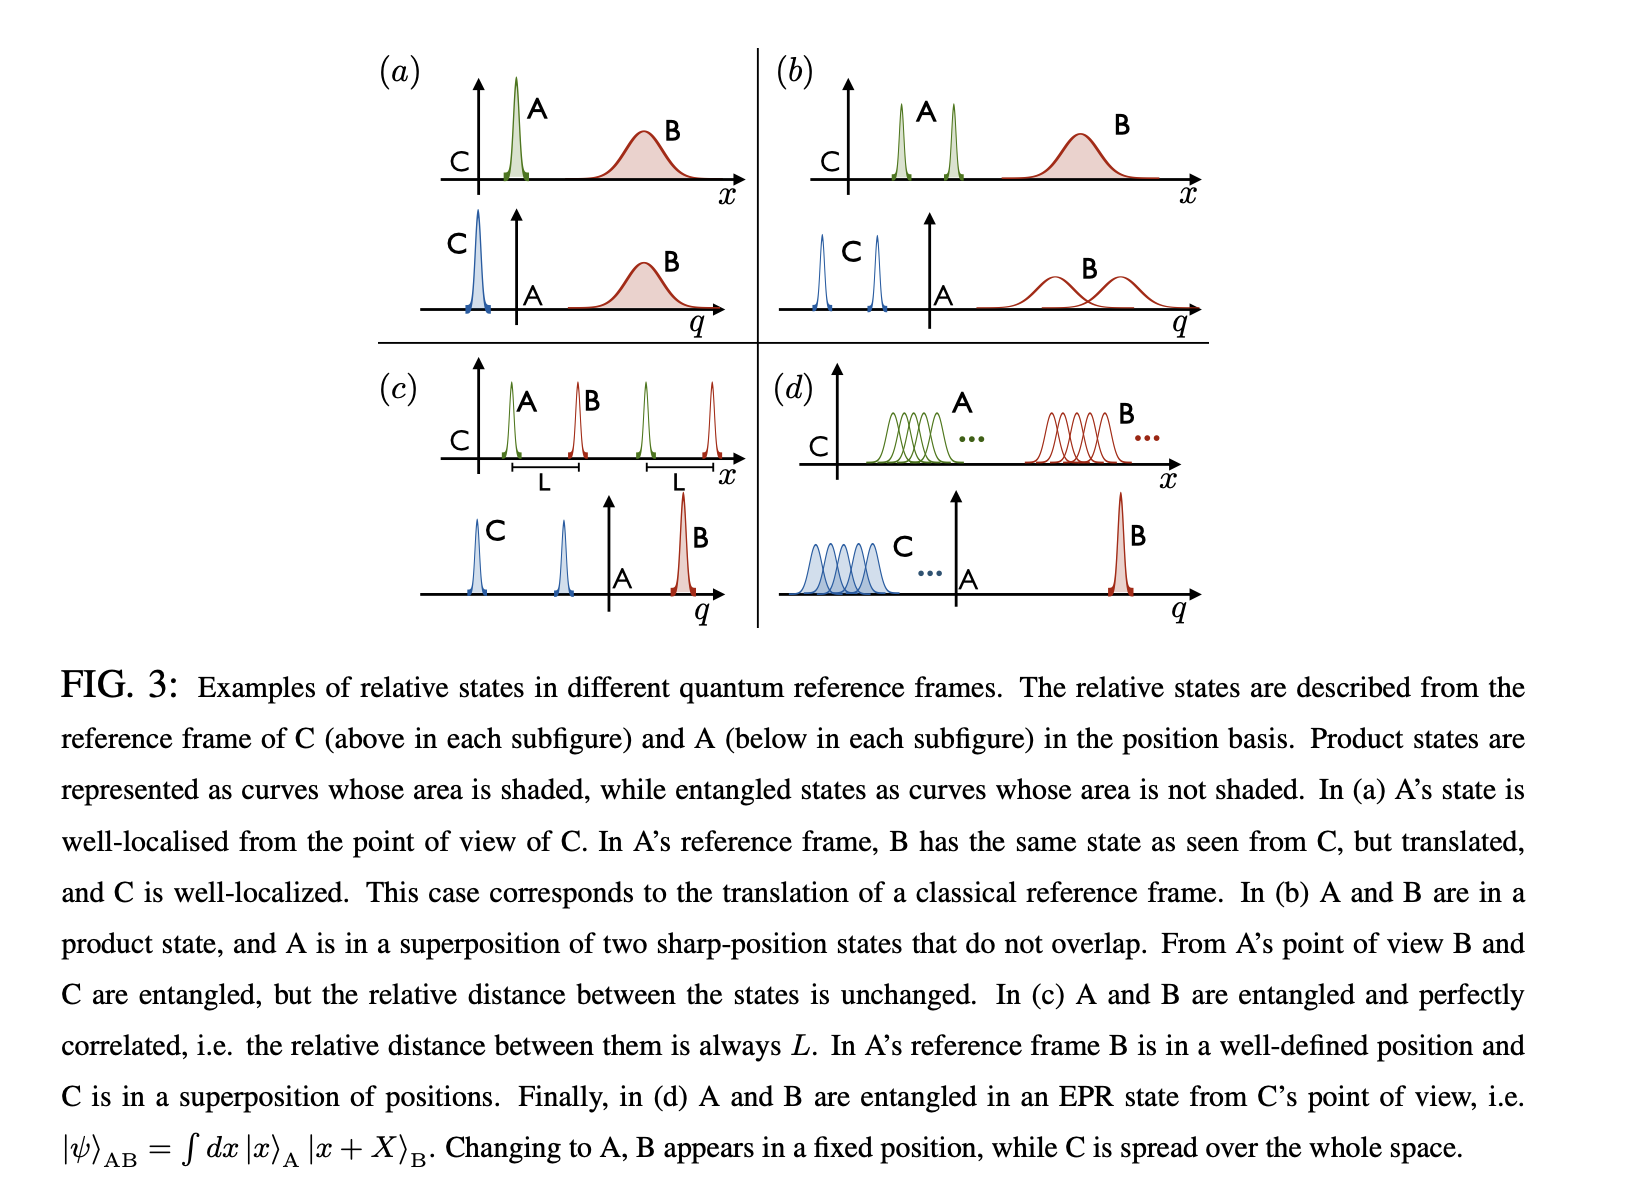 (a)
A
B
C
x
C
B
A
q
(b)
A
B
C
x
C
B
A
q
(c)
A
B
C
L
L
x
C
B
A
q
(d)
A
B
...
...
C
x
C
B
...
A
q
FIG. 3: Examples of relative states in different quantum reference frames. The relative states are described from the
reference frame of C (above in each subfigure) and A (below in each subfigure) in the position basis. Product states are
represented as curves whose area is shaded, while entangled states as curves whose area is not shaded. In (a) A’s state is
well-localised from the point of view of C. In A’s reference frame, B has the same state as seen from C, but translated,
and C is well-localized. This case corresponds to the translation of a classical reference frame. In (b) A and B are in a
product state, and A is in a superposition of two sharp-position states that do not overlap. From A’s point of view B and
C are entangled, but the relative distance between the states is unchanged. In (c) A and B are entangled and perfectly
correlated, i.e. the relative distance between them is always L. In A’s reference frame B is in a well-defined position and
C is in a superposition of positions. Finally, in (d) A and B are entangled in an EPR state from C’s point of view, i.e.
|ψ⟩AB = ∫ dx |x⟩A |x + X⟩B. Changing to A, B appears in a fixed position, while C is spread over the whole space.